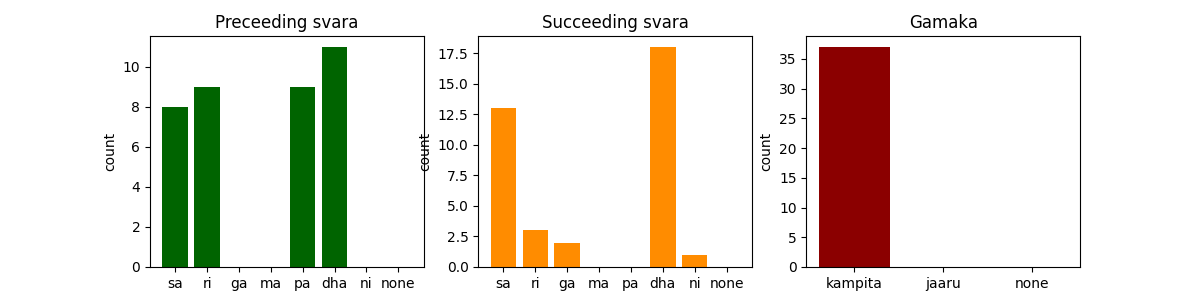 Preceeding svara
count
10
8
6
4
2
0
sa ri ga ma pa dha ni none
Succeeding svara
count
17.5
15.0
12.5
10.0
7.5
5.0
2.5
0.0
sa ri ga ma pa dha ni none
Gamaka
count
35
30
25
20
15
10
5
0
kampita jaaru none